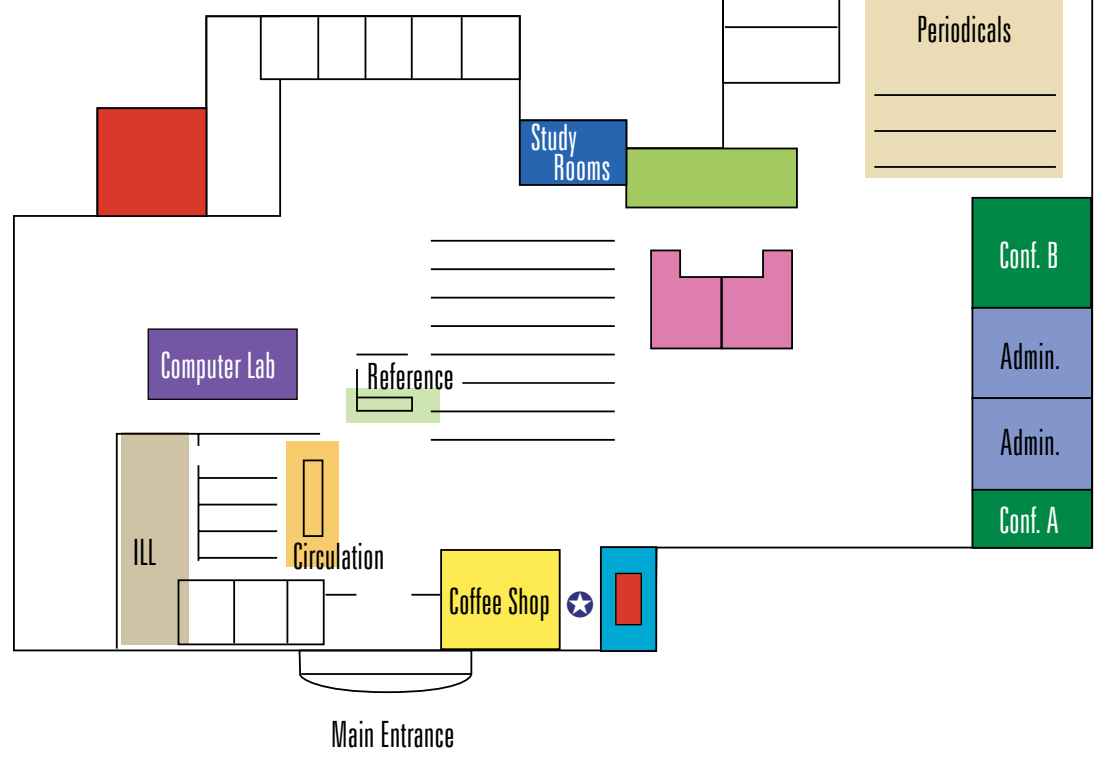 Periodicals
Study
Rooms
Conf. B
Computer Lab
Reference
Admin.
Admin.
Conf. A
ILL
Circulation
Coffee Shop
Main Entrance